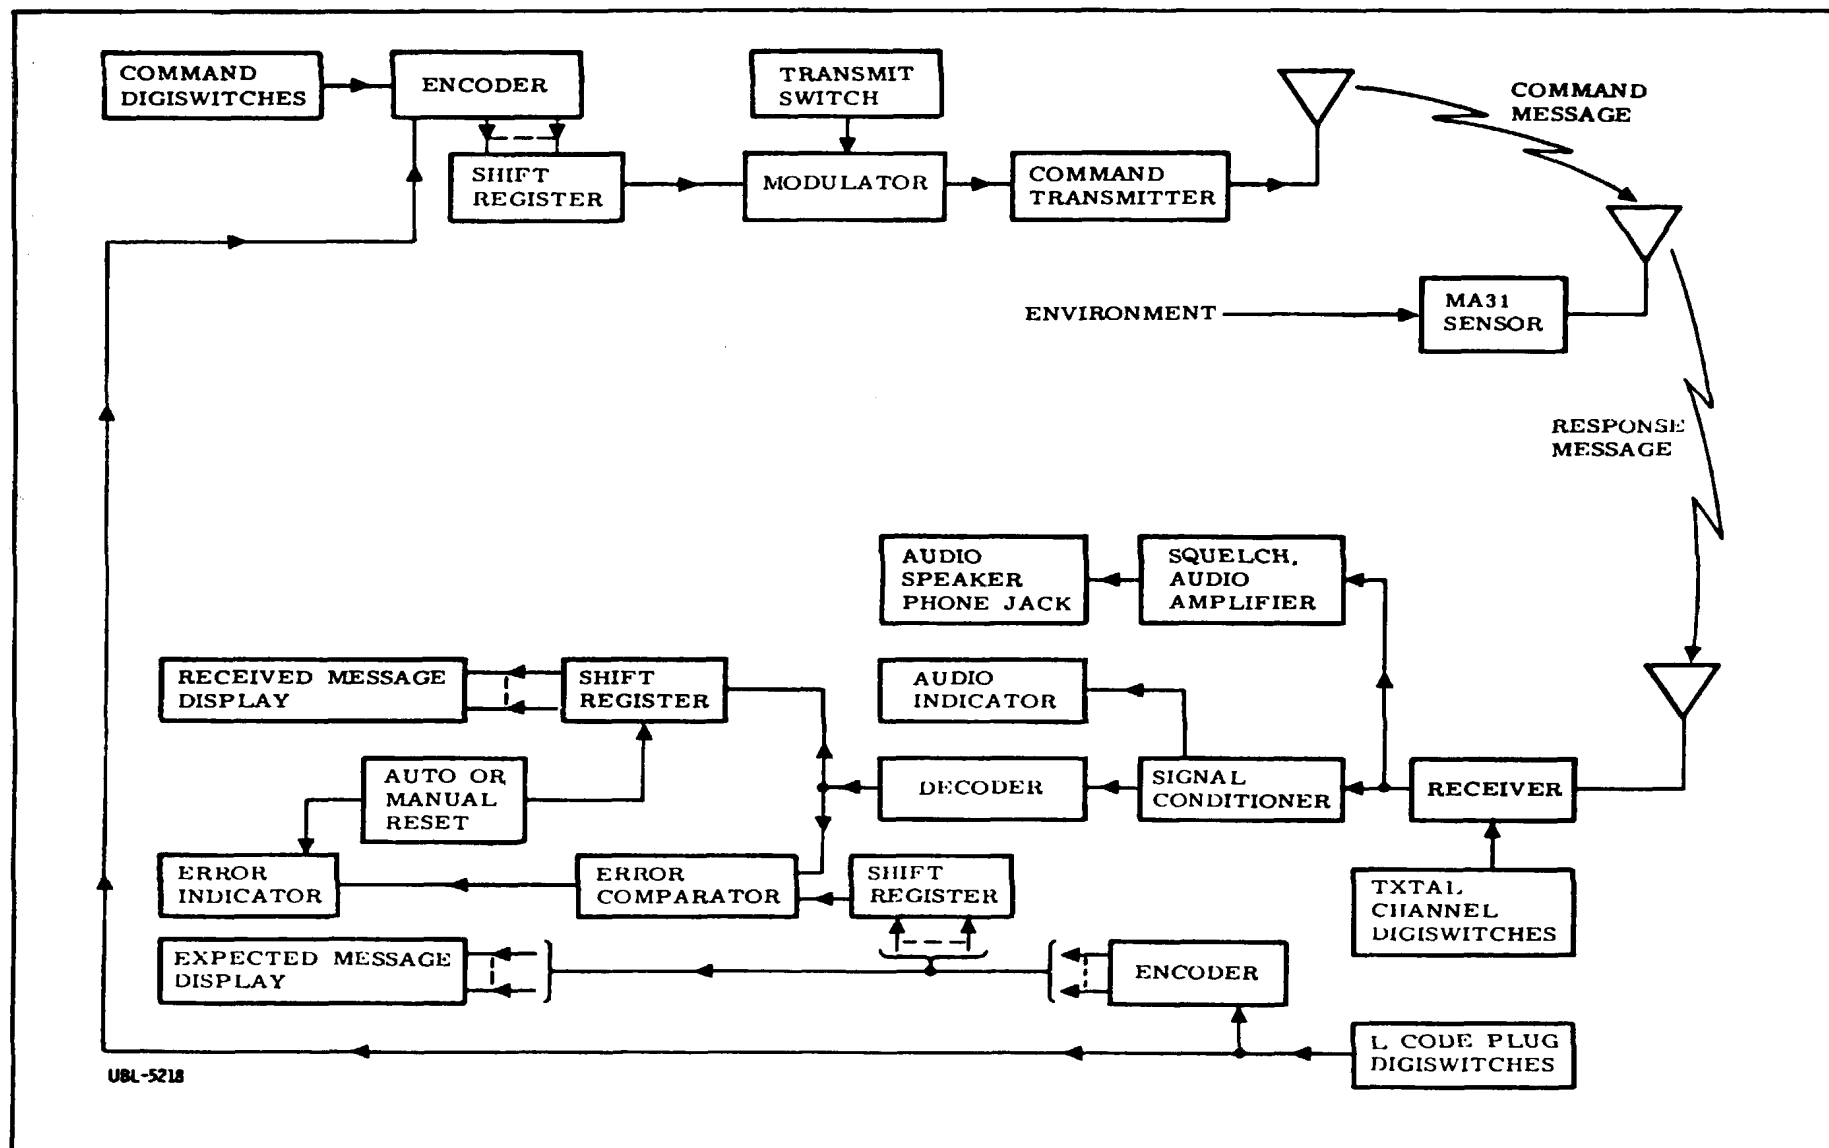 COMMAND
DIGISWITCHES
ENCODER
TRANSMIT
SWITCH
COMMAND
MESSAGE
SHIFT
REGISTER
MODULATOR
COMMAND
TRANSMITTER
ENVIRONMENT
MA31
SENSOR
RESPONSE
MESSAGE
AUDIO
SPEAKER
PHONE JACK
SQUELCH,
AUDIO
AMPLIFIER
RECEIVED MESSAGE
DISPLAY
SHIFT
REGISTER
AUDIO
INDICATOR
AUTO OR
MANUAL
RESET
DECODER
SIGNAL
CONDITIONER
RECEIVER
ERROR
INDICATOR
ERROR
COMPARATOR
SHIFT
REGISTER
TXTAL
CHANNEL
DIGISWITCHES
EXPECTED MESSAGE
DISPLAY
ENCODER
L CODE PLUG
DIGISWITCHES
UBL-5218